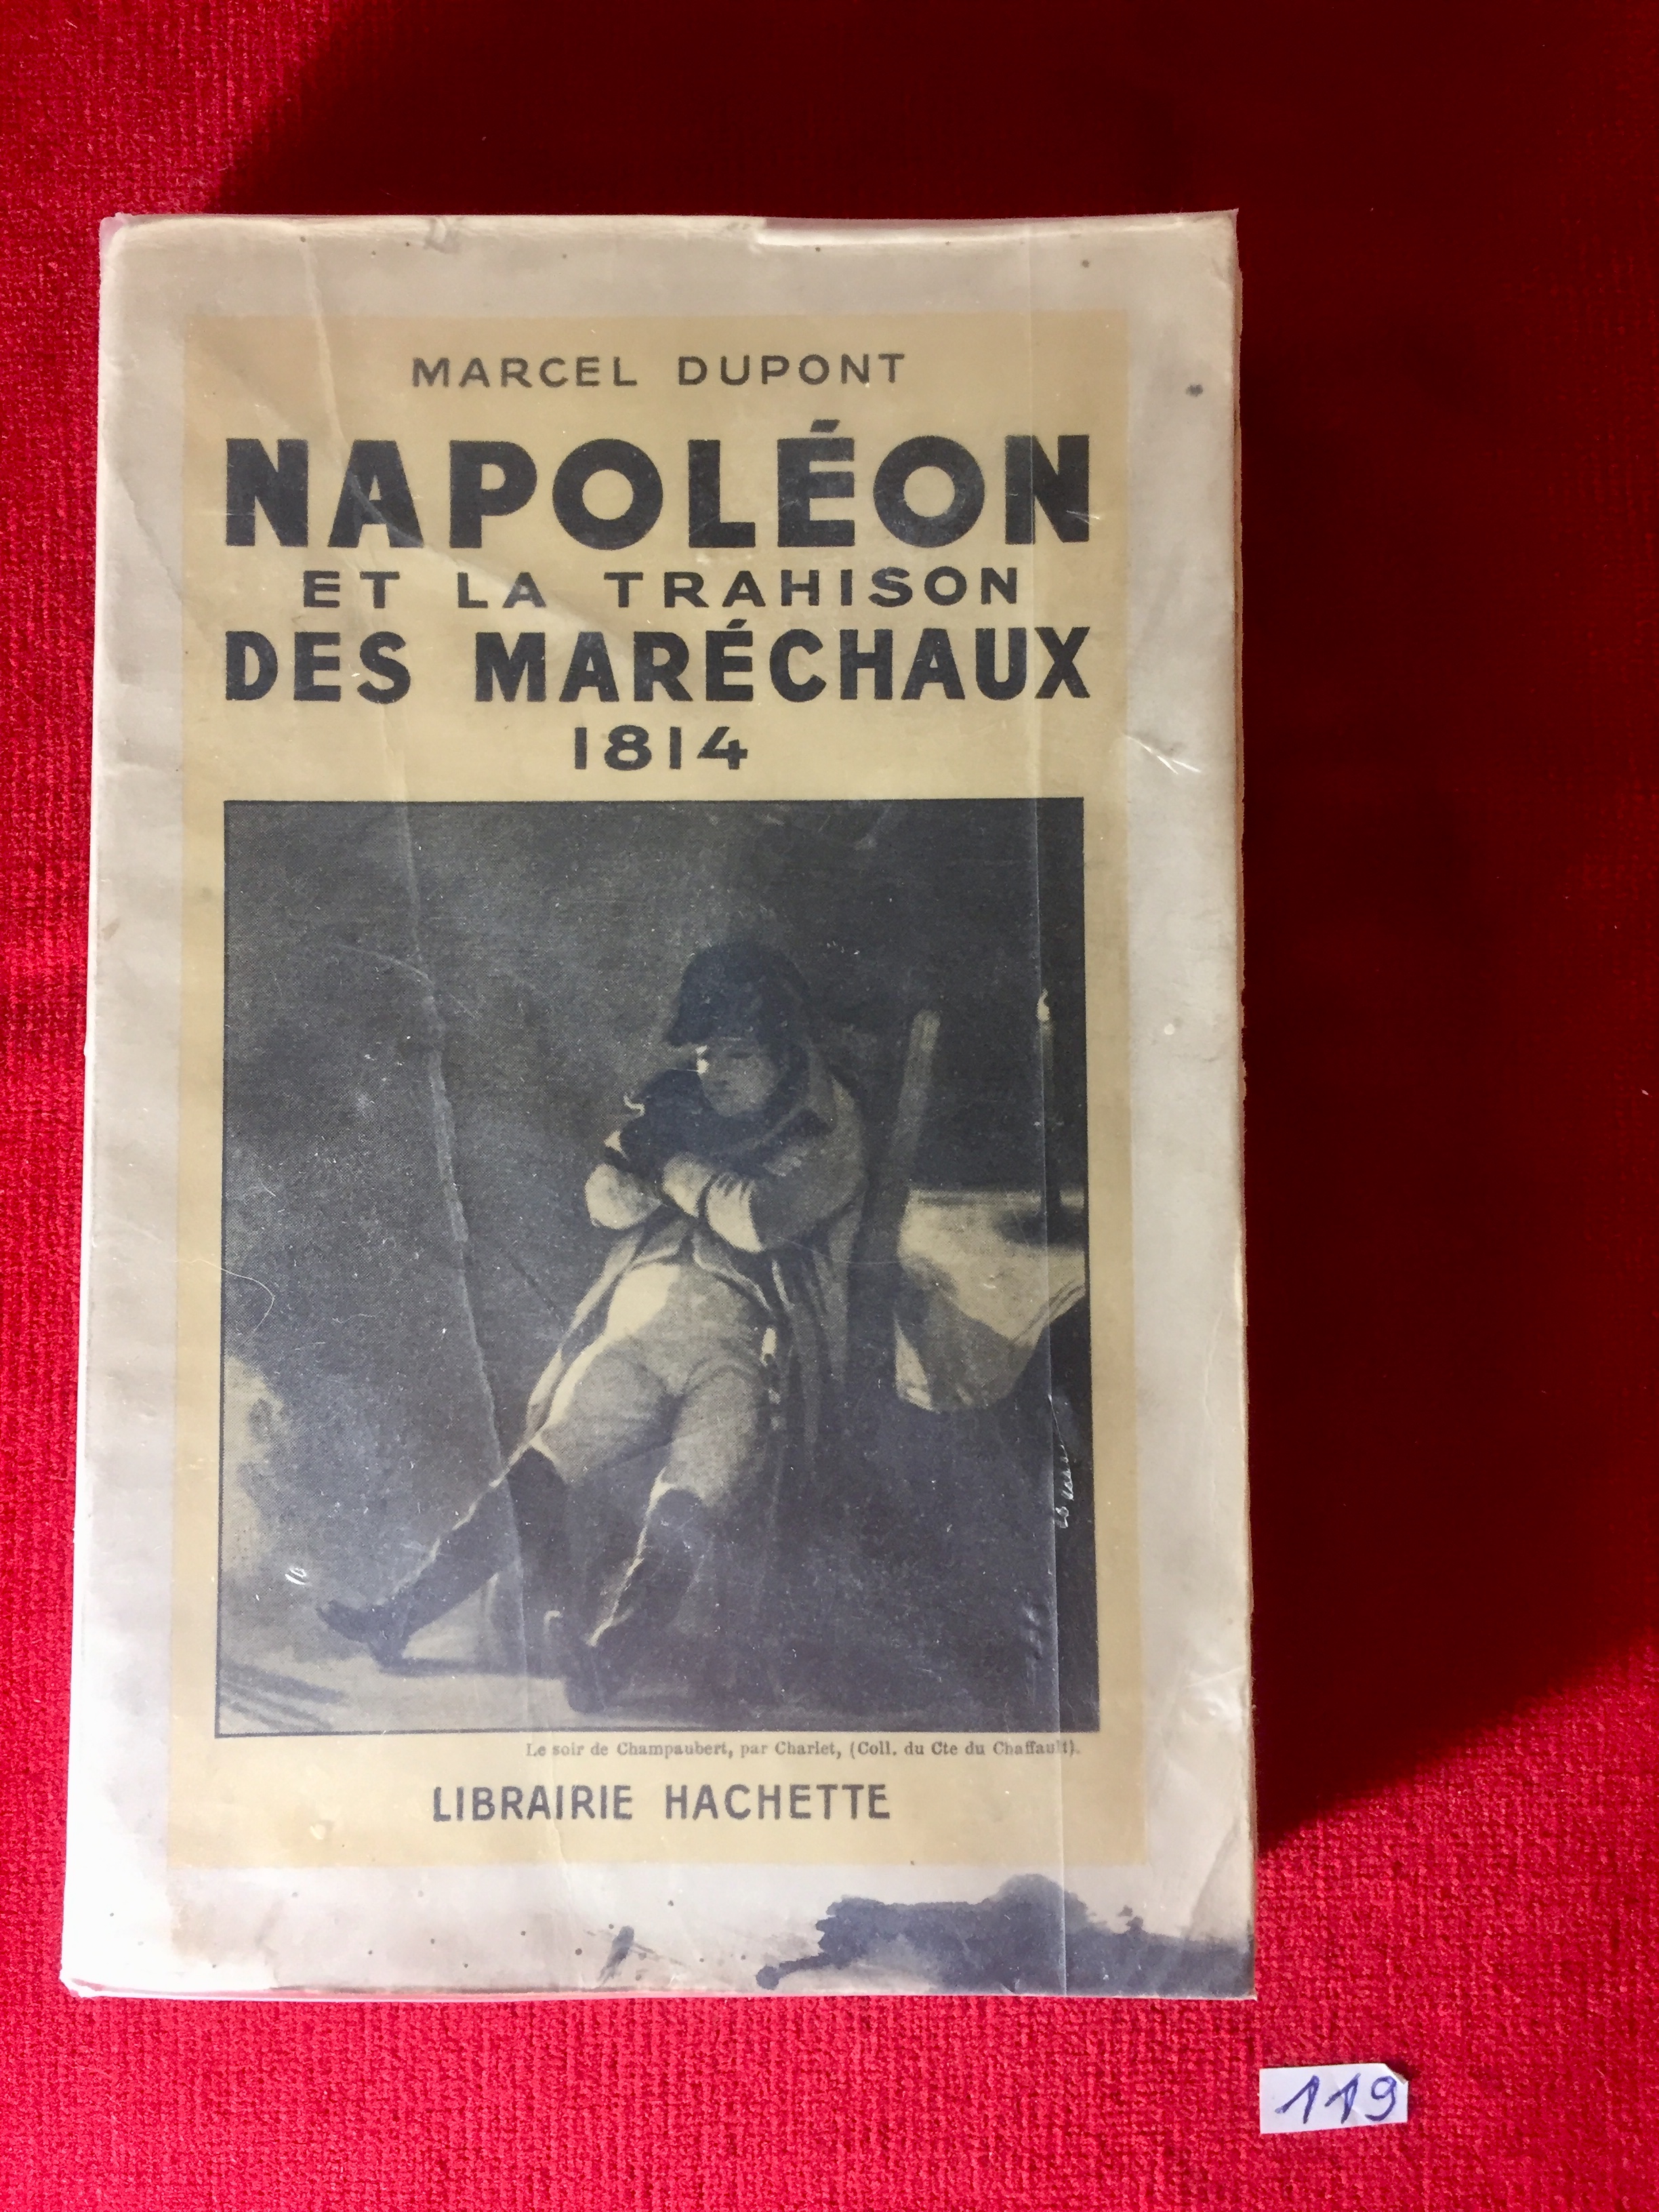 MARCEL DUPONT
NAPOLÉON
ET LA TRAHISON
DES MARÉCHAUX
1814
Le soir de Champaubert, par Charlet, (Coll. du Cte du Chaffault).
LIBRAIRIE HACHETTE
119